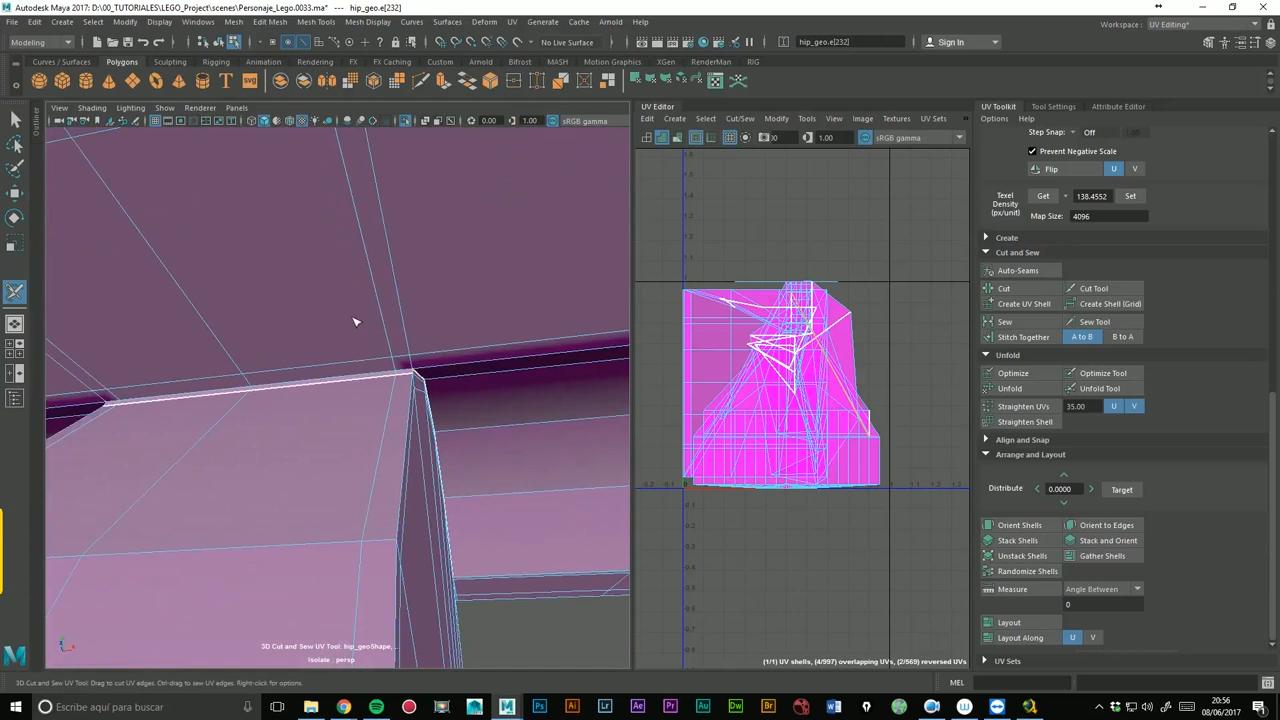 Autodesk Maya 2017: D:\00_TUTORIALES\LEGO_Project\scenes\Personaje_Lego.0033.ma* --- hip_geo.e[232]
File Edit Create Select Modify Display Windows Mesh Edit Mesh Mesh Tools Mesh Display Curves Surfaces Deform UV Generate Cache Arnold Help
Workspace : UV Editing*
Modeling No Live Surface hip_geo.e[232] Sign In
Curves / Surfaces Polygons Sculpting Rigging Animation Rendering FX FX Caching Custom Arnold Bifrost MASH Motion Graphics XGen RenderMan RIG
Outliner
View Shading Lighting Show Renderer Panels
0.00 1.00 sRGB gamma
3D Cut and Sew UV Tool: hip_geoShape, ...
Isolate : persp
UV Editor
Edit Create Select Cut/Sew Modify Tools View Image Textures UV Sets
1.00 sRGB gamma
(1/1) UV shells, (4/997) overlapping UVs, (2/569) reversed UVs
UV Toolkit Tool Settings Attribute Editor
Options Help
Step Snap: Off
Prevent Negative Scale
Flip U V
Texel Density (px/unit)
Get 138.4552 Set
Map Size: 4096
Create
Cut and Sew
Auto-Seams
Cut Cut Tool
Create UV Shell Create Shell (Grid)
Sew Sew Tool
Stitch Together A to B B to A
Unfold
Optimize Optimize Tool
Unfold Unfold Tool
Straighten UVs 35.00 U V
Straighten Shell
Align and Snap
Arrange and Layout
Distribute 0.0000 Target
Orient Shells Orient to Edges
Stack Shells Stack and Orient
Unstack Shells Gather Shells
Randomize Shells
Measure Angle Between
0
Layout
Layout Along U V
UV Sets
3D Cut and Sew UV Tool: Drag to cut UV edges. Ctrl-drag to sew UV edges. Right-click for options.
MEL
Escribe aquí para buscar
20:56
08/06/2017